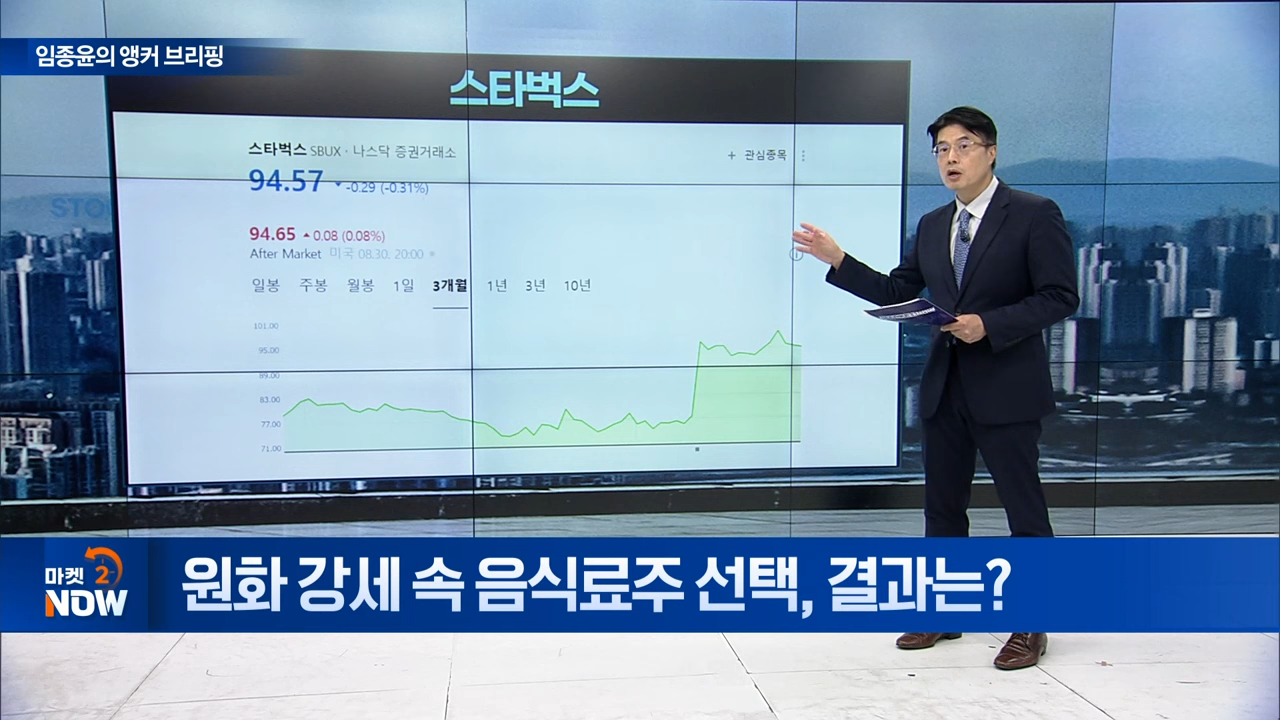 임종윤의 앵커 브리핑
스타벅스
스타벅스 SBUX · 나스닥 증권거래소
+ 관심종목
94.57 ▼ -0.29 (-0.31%)
STO
94.65 ▲ 0.08 (0.08%)
After Market 미국 08.30. 20:00
일봉 주봉 월봉 1일 3개월 1년 3년 10년
101.00
95.00
89.00
83.00
77.00
71.00
마켓 2
NOW
원화 강세 속 음식료주 선택, 결과는?